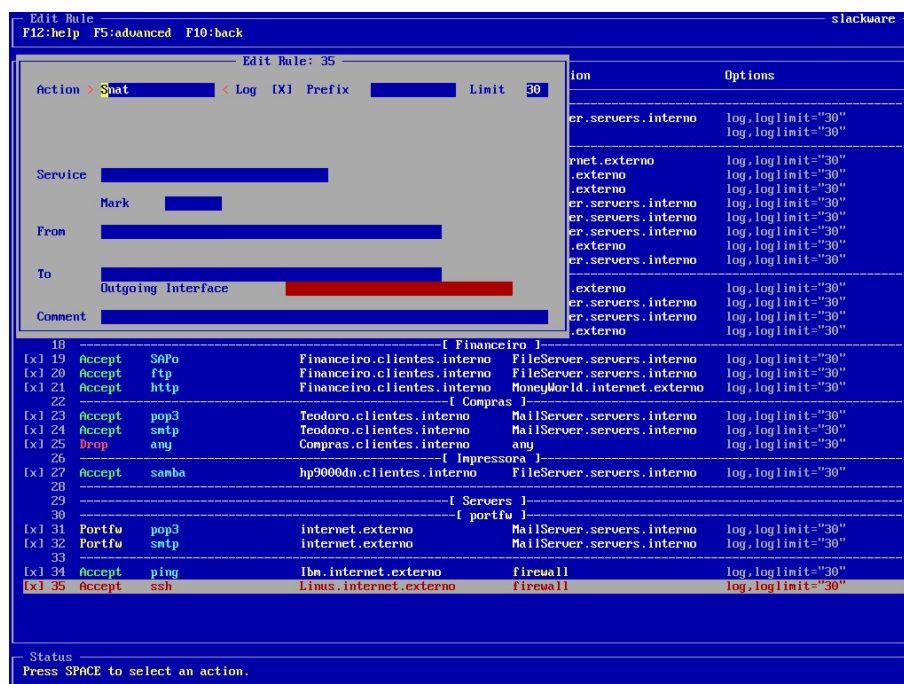 Edit Rule slackware
F12:help F5:advanced F10:back
Edit Rule: 35
Action > Snat < Log [X] Prefix Limit 30
Service
Mark
From
To
Outgoing Interface
Comment
ion Options
er.servers.interno log,loglimit="30"
log,loglimit="30"
rnet.externo log,loglimit="30"
.externo log,loglimit="30"
.externo log,loglimit="30"
er.servers.interno log,loglimit="30"
er.servers.interno log,loglimit="30"
er.servers.interno log,loglimit="30"
.externo log,loglimit="30"
er.servers.interno log,loglimit="30"
.externo log,loglimit="30"
er.servers.interno log,loglimit="30"
er.servers.interno log,loglimit="30"
.externo log,loglimit="30"
18 [ Financeiro ]
[x] 19 Accept SAPo Financeiro.clientes.interno FileServer.servers.interno log,loglimit="30"
[x] 20 Accept ftp Financeiro.clientes.interno FileServer.servers.interno log,loglimit="30"
[x] 21 Accept http Financeiro.clientes.interno MoneyWorld.internet.externo log,loglimit="30"
22 [ Compras ]
[x] 23 Accept pop3 Teodoro.clientes.interno MailServer.servers.interno log,loglimit="30"
[x] 24 Accept smtp Teodoro.clientes.interno MailServer.servers.interno log,loglimit="30"
[x] 25 Drop any Compras.clientes.interno any log,loglimit="30"
26 [ Impressora ]
[x] 27 Accept samba hp9000dn.clientes.interno FileServer.servers.interno log,loglimit="30"
28
29 [ Servers ]
30 [ portfw ]
[x] 31 Portfw pop3 internet.externo MailServer.servers.interno log,loglimit="30"
[x] 32 Portfw smtp internet.externo MailServer.servers.interno log,loglimit="30"
33
[x] 34 Accept ping Ibm.internet.externo firewall log,loglimit="30"
[x] 35 Accept ssh Linus.internet.externo firewall log,loglimit="30"
Status
Press SPACE to select an action.